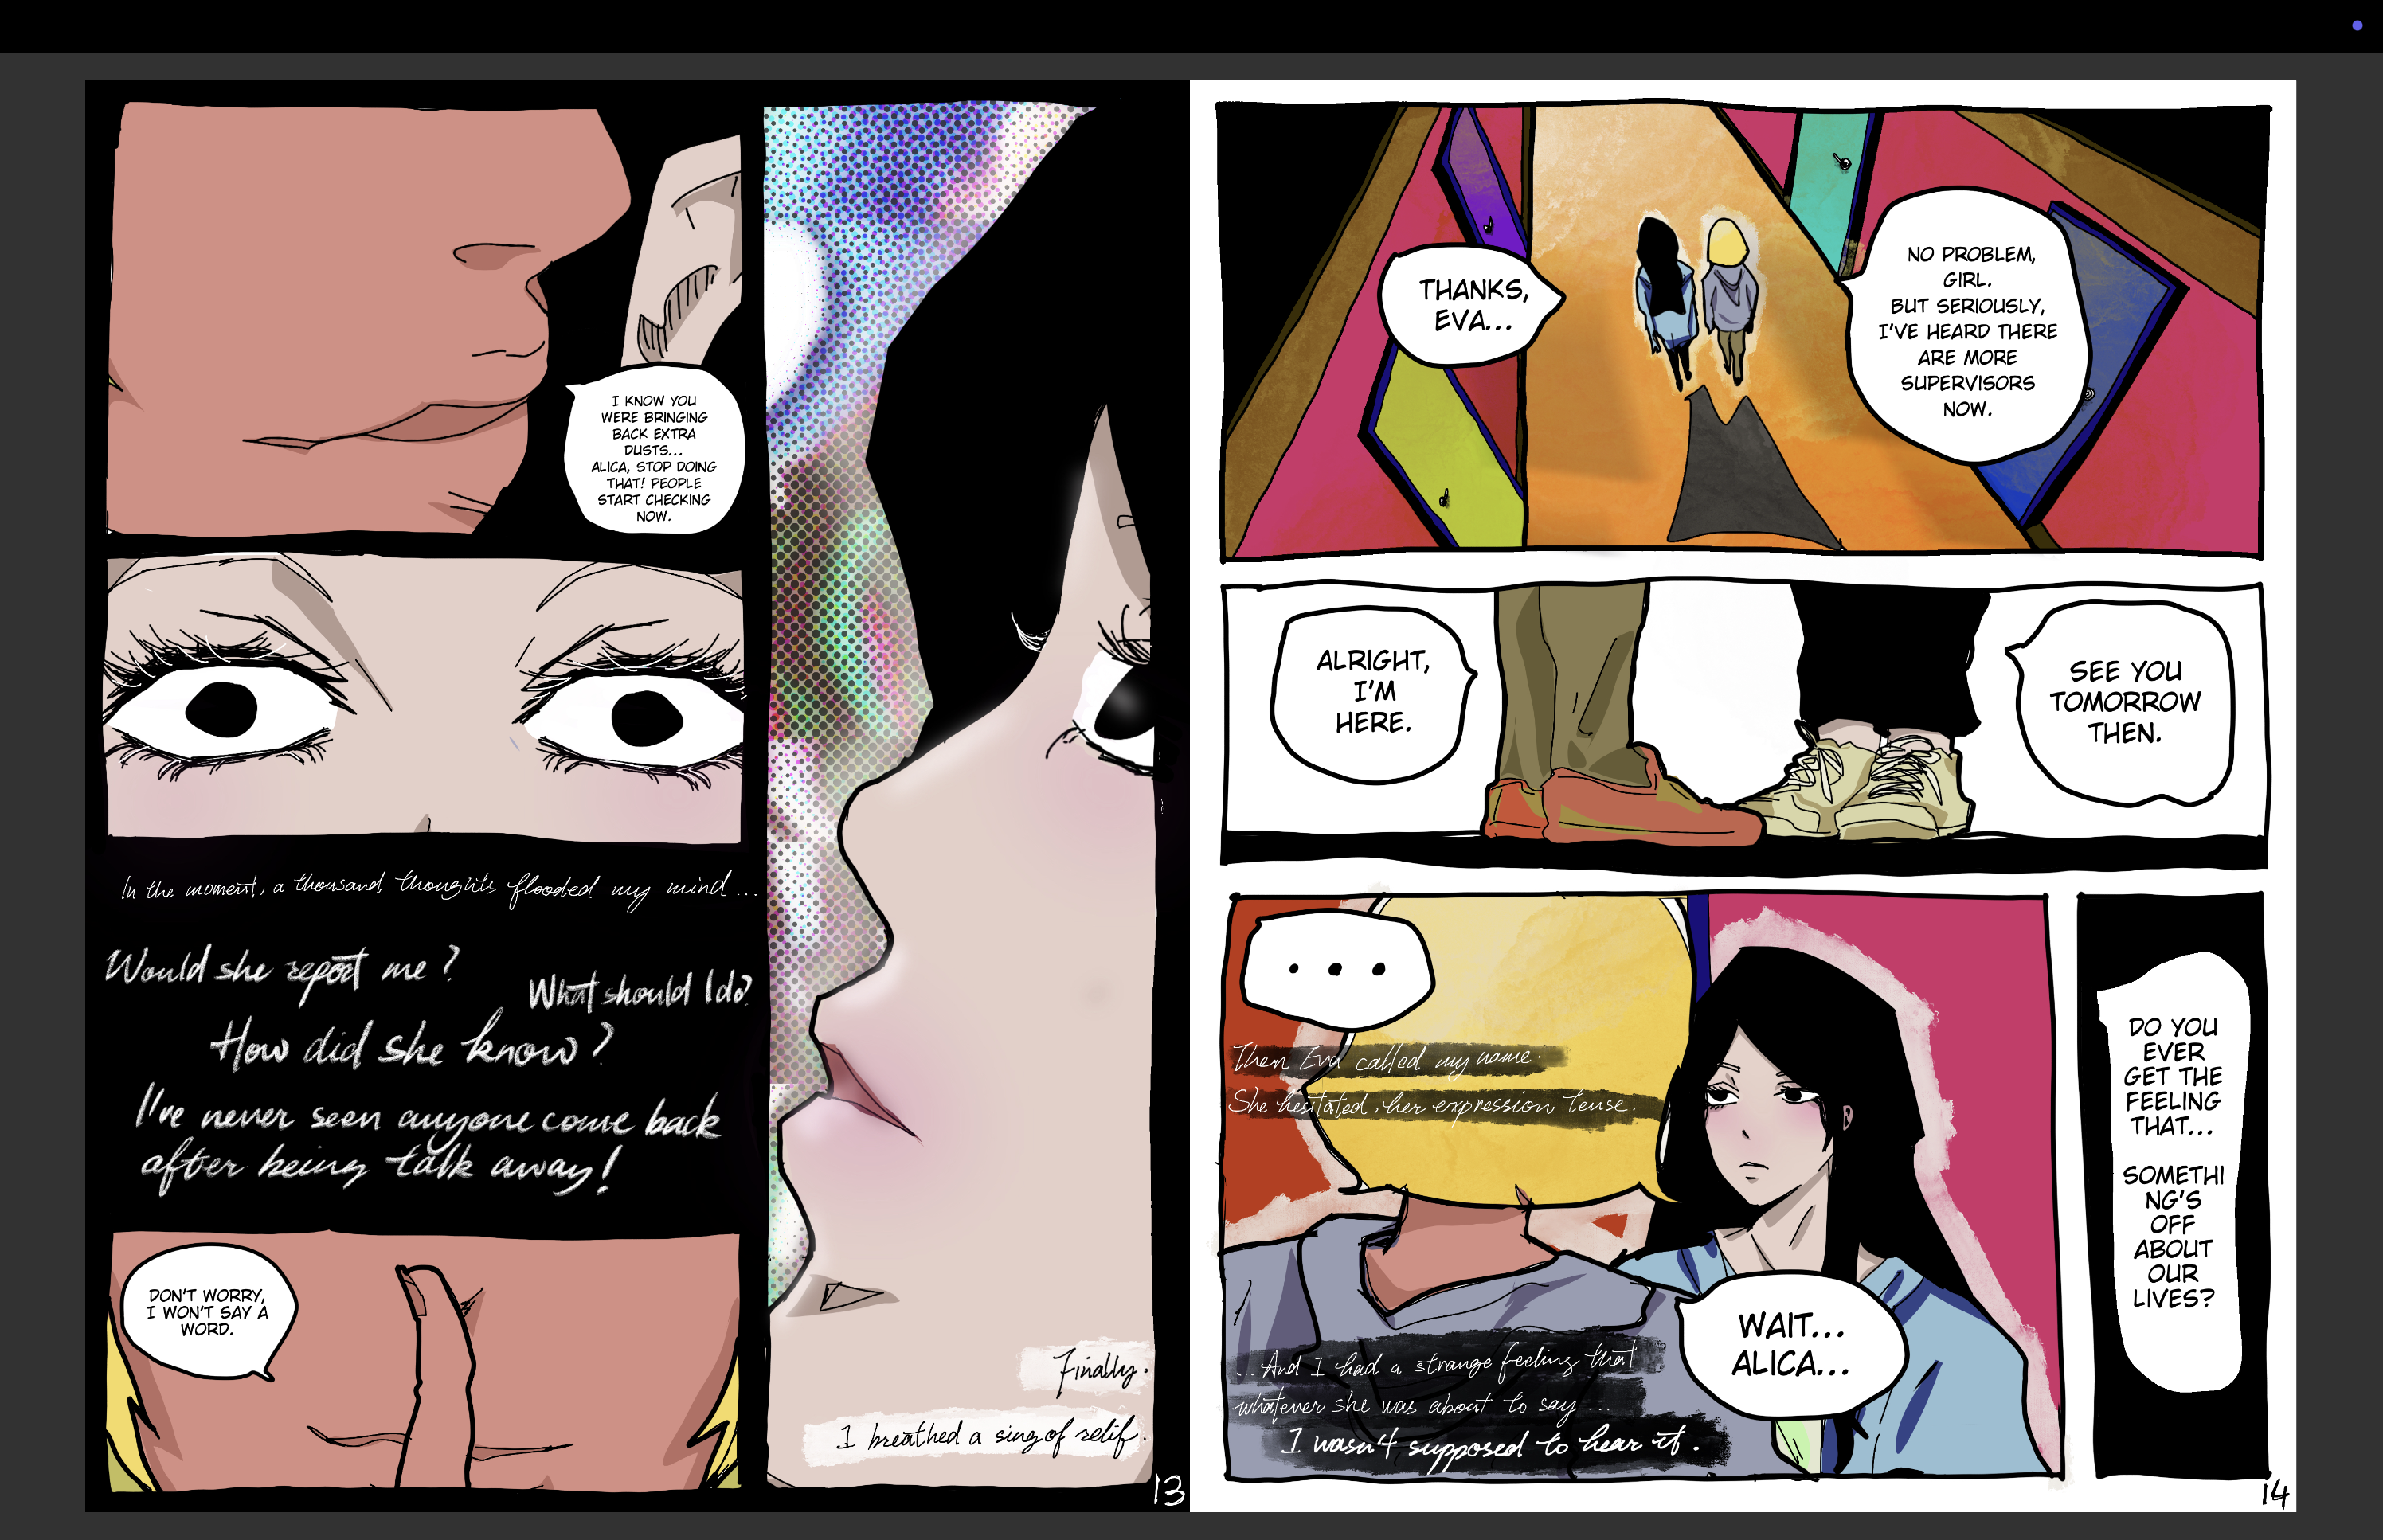 I KNOW YOU
WERE BRINGING
BACK EXTRA
DUSTS...
ALICA, STOP DOING
THAT! PEOPLE
START CHECKING
NOW.
In the moment, a thousand thoughts flooded my mind...
Would she report me?
What should I do?
How did she know?
I've never seen anyone come back
after being talk away!
DON'T WORRY,
I WON'T SAY A
WORD.
Finally.
I breathed a sing of relif.
13
THANKS,
EVA...
NO PROBLEM,
GIRL.
BUT SERIOUSLY,
I'VE HEARD THERE
ARE MORE
SUPERVISORS
NOW.
ALRIGHT,
I'M
HERE.
SEE YOU
TOMORROW
THEN.
...
Then Eva called my name.
She hesitated, her expression tense.
WAIT...
ALICA...
...And I had a strange feeling that
whatever she was about to say...
I wasn't supposed to hear it.
DO YOU
EVER
GET THE
FEELING
THAT...
SOMETHI
NG'S
OFF
ABOUT
OUR
LIVES?
14